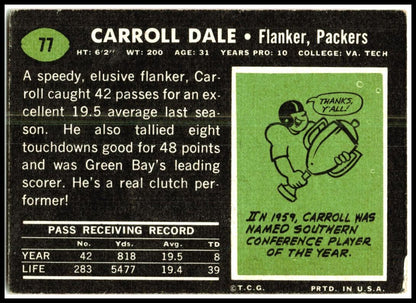 77
CARROLL DALE • Flanker, Packers
HT: 6'2" WT: 200 AGE: 31 YEARS PRO: 10 COLLEGE: VA. TECH
A speedy, elusive flanker, Car-
roll caught 42 passes for an ex-
cellent 19.5 average last sea-
son. He also tallied eight
touchdowns good for 48 points
and was Green Bay's leading
scorer. He's a real clutch per-
former!
PASS RECEIVING RECORD
No. Yds. Avg. TD
YEAR 42 818 19.5 8
LIFE 283 5477 19.4 39
THANKS, Y'ALL!
IN 1959, CARROLL WAS
NAMED SOUTHERN
CONFERENCE PLAYER
OF THE YEAR.
©T.C.G. PRTD. IN U.S.A.